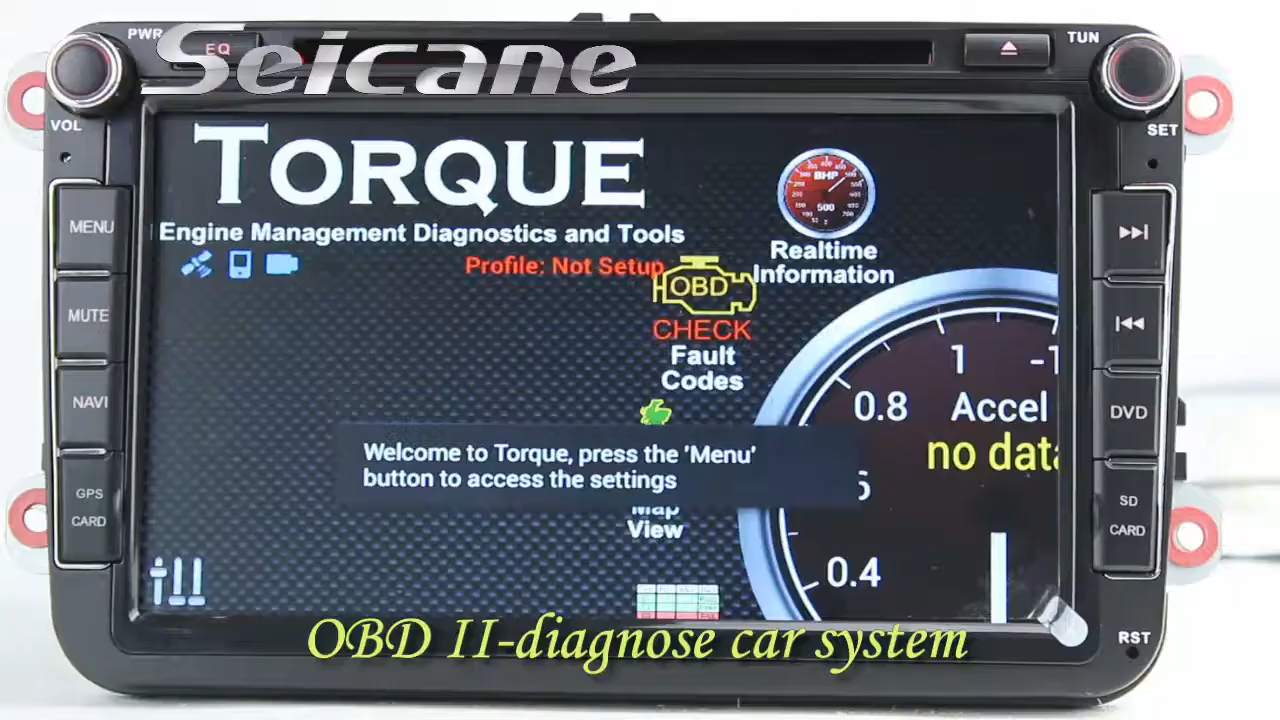 PWR
EQ
Seicane
TUN
VOL
SET
MENU
MUTE
NAVI
GPS
CARD
TORQUE
Engine Management Diagnostics and Tools
Profile: Not Setup
BHP
500
Realtime
Information
OBD
CHECK
Fault
Codes
1
-1
0.8
Accel
no data
Welcome to Torque, press the 'Menu'
button to access the settings
Map
View
0.4
DVD
SD
CARD
RST
OBD II-diagnose car system